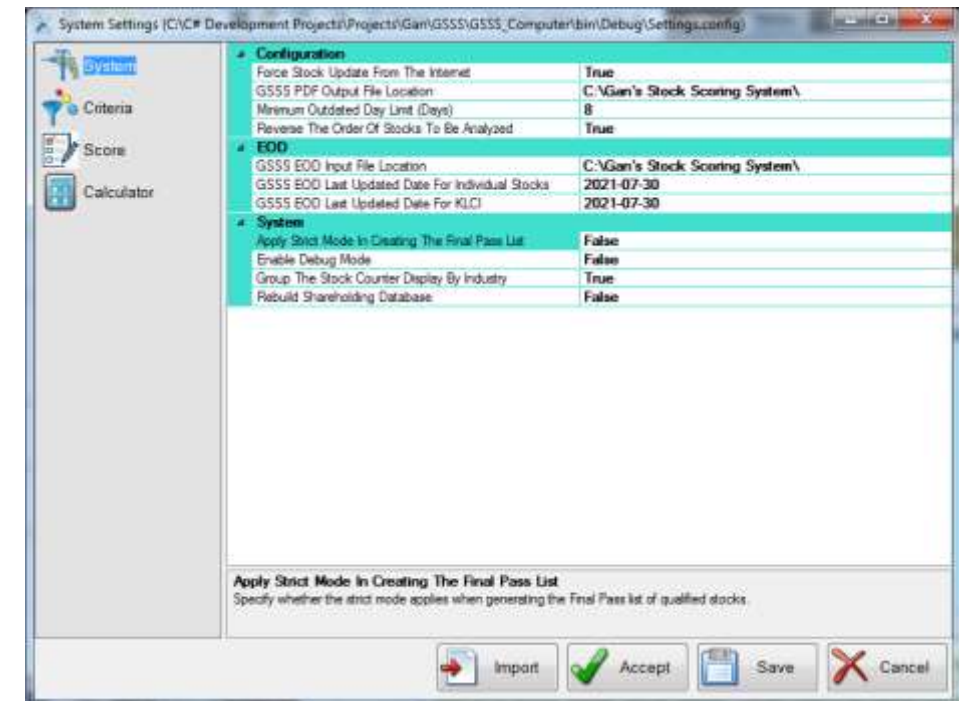 System Settings (C:\C# Development Projects\Projects\Gan\GSSS\GSSS_Computer\bin\Debug\Settings.config)
System
Criteria
Score
Calculator
Configuration
Force Stock Update From The Internet True
GSSS PDF Output File Location C:\Gan's Stock Scoring System\
Minimum Outdated Day Limit (Days) 8
Reverse The Order Of Stocks To Be Analyzed True
EOD
GSSS EOD Input File Location C:\Gan's Stock Scoring System\
GSSS EOD Last Updated Date For Individual Stocks 2021-07-30
GSSS EOD Last Updated Date For KLCI 2021-07-30
System
Apply Strict Mode In Creating The Final Pass List False
Enable Debug Mode False
Group The Stock Counter Display By Industry True
Rebuild Shareholding Database False
Apply Strict Mode In Creating The Final Pass List
Specify whether the strict mode applies when generating the Final Pass list of qualified stocks.
Import Accept Save Cancel